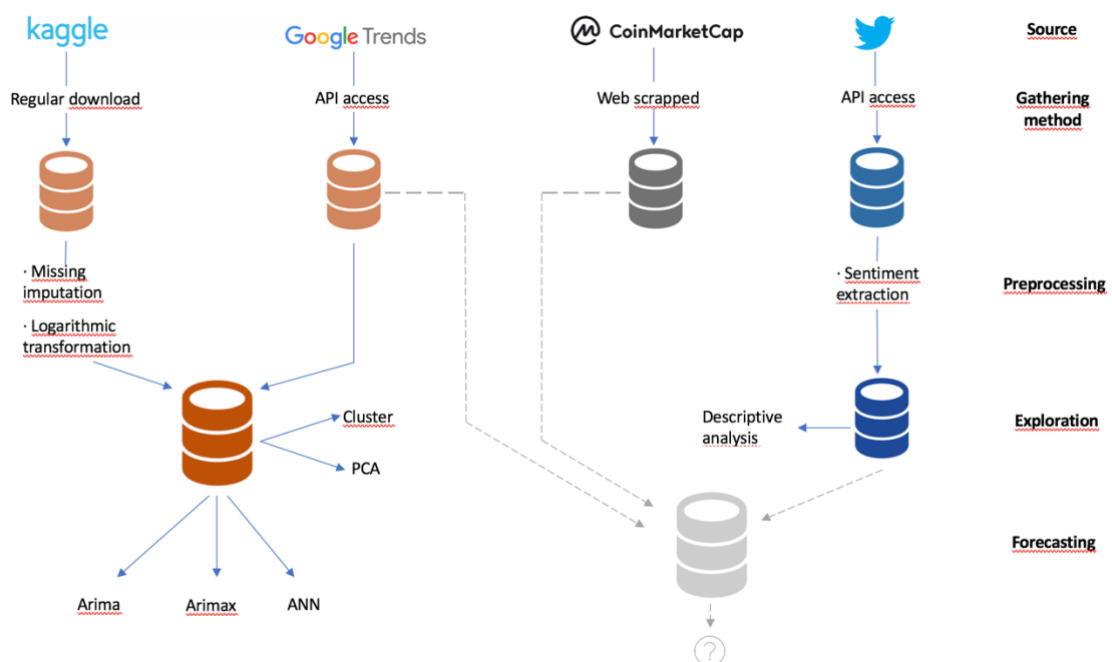 kaggle
Google Trends
CoinMarketCap
Source
Regular download
API access
Web scrapped
API access
Gathering
method
· Missing
imputation
· Logarithmic
transformation
· Sentiment
extraction
Preprocessing
Cluster
PCA
Descriptive
analysis
Exploration
Forecasting
Arima
Arimax
ANN
?